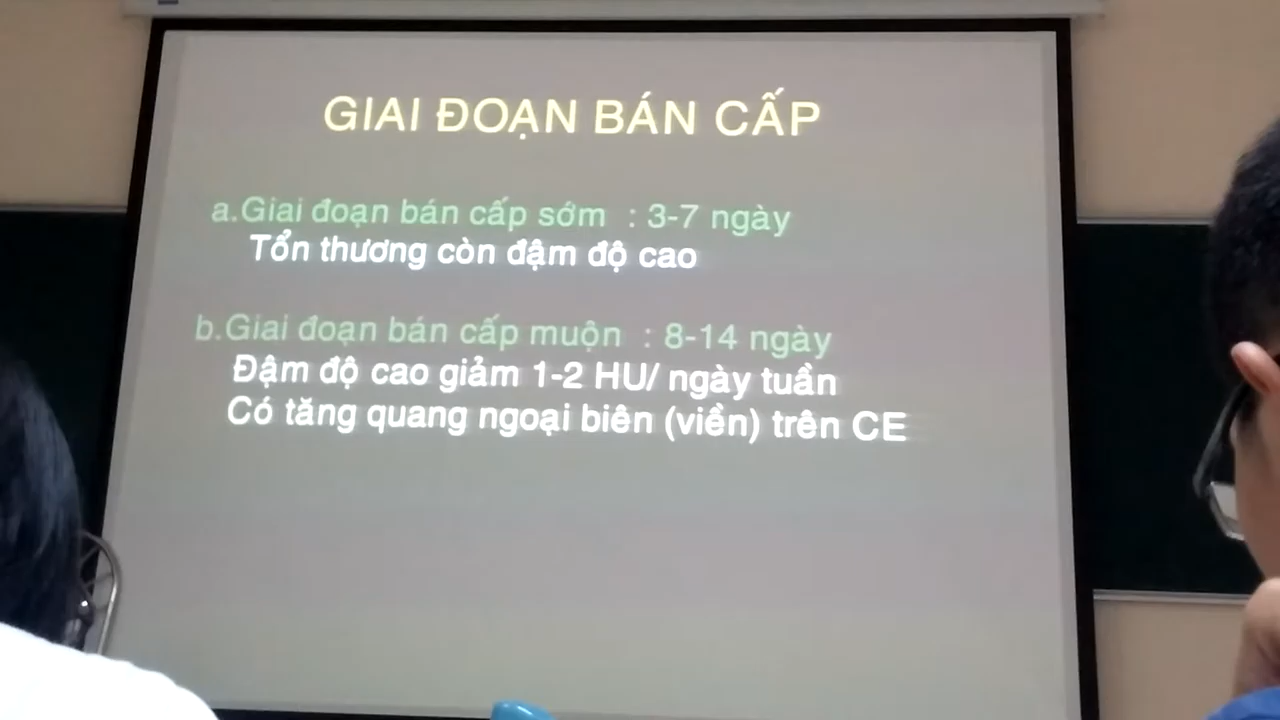 GIAI ĐOẠN BÁN CẤP
a.Giai đoạn bán cấp sớm : 3-7 ngày
Tổn thương còn đậm độ cao
b.Giai đoạn bán cấp muộn : 8-14 ngày
Đậm độ cao giảm 1-2 HU/ ngày tuần
Có tăng quang ngoại biên (viền) trên CE